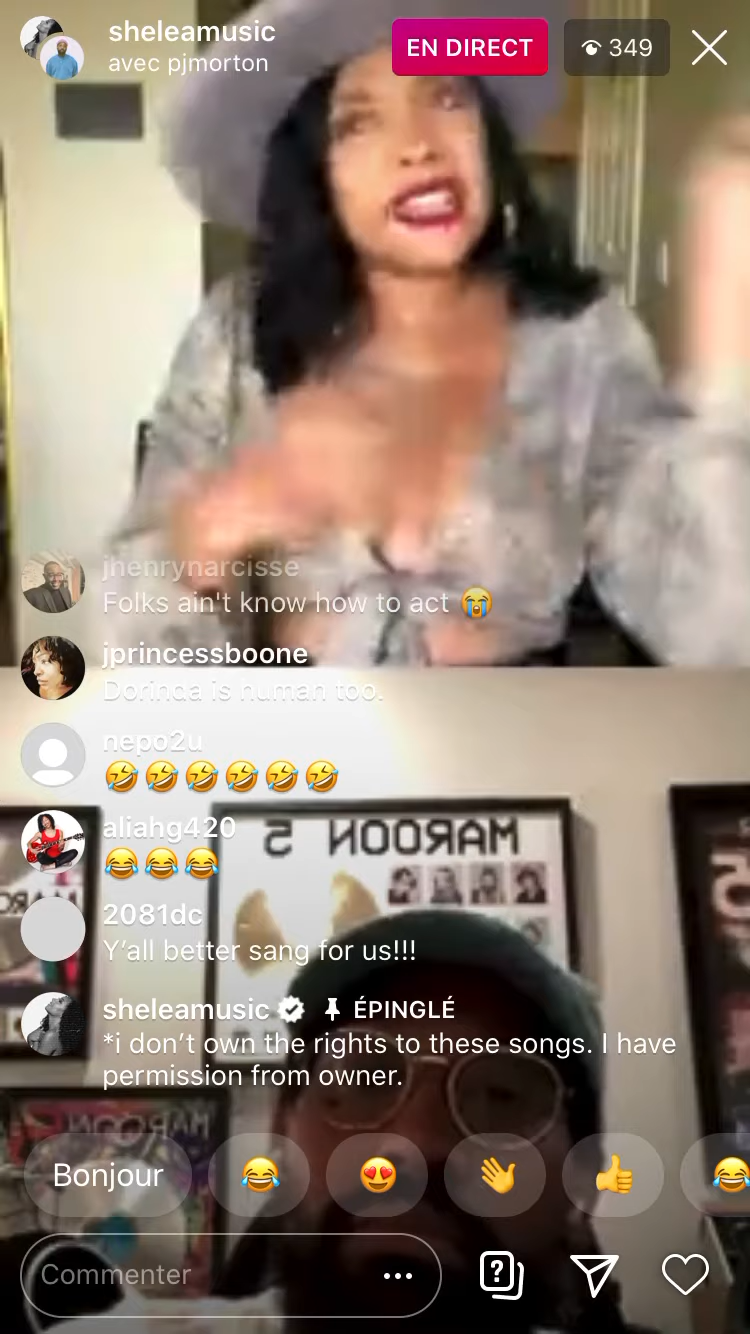 sheleamusic
avec pjmorton
EN DIRECT
349
jhenrynarcisse
Folks ain't know how to act 😭
jprincessboone
Dorinda is human too.
nepo2u
🤣🤣🤣🤣🤣🤣
aliahg420
😂😂😂
MAROON 5
2081dc
Y'all better sang for us!!!
sheleamusic ÉPINGLÉ
*i don't own the rights to these songs. I have
permission from owner.
MAROON
Bonjour 😂 😍 👋 👍 😂
Commenter